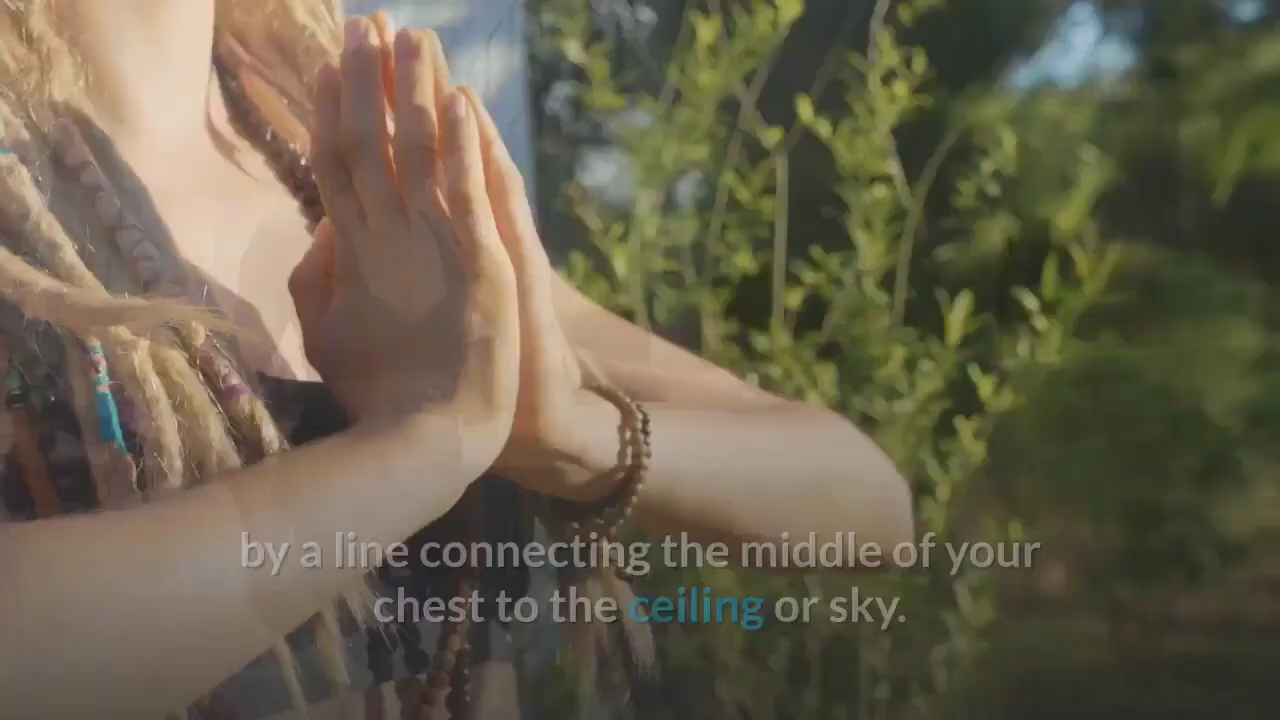 by a line connecting the middle of your
chest to the ceiling or sky.